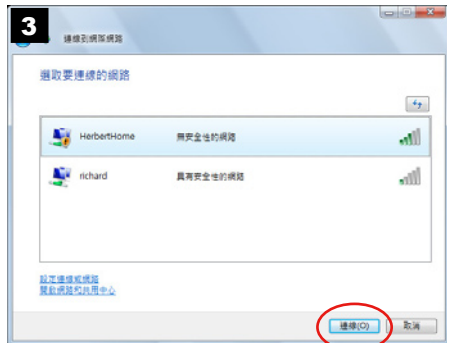 3
連線到網際網路
選取要連線的網路
HerbertHome 無安全性的網路
richard 具有安全性的網路
設定連線或網路
開啟網路和共用中心
連線(O) 取消